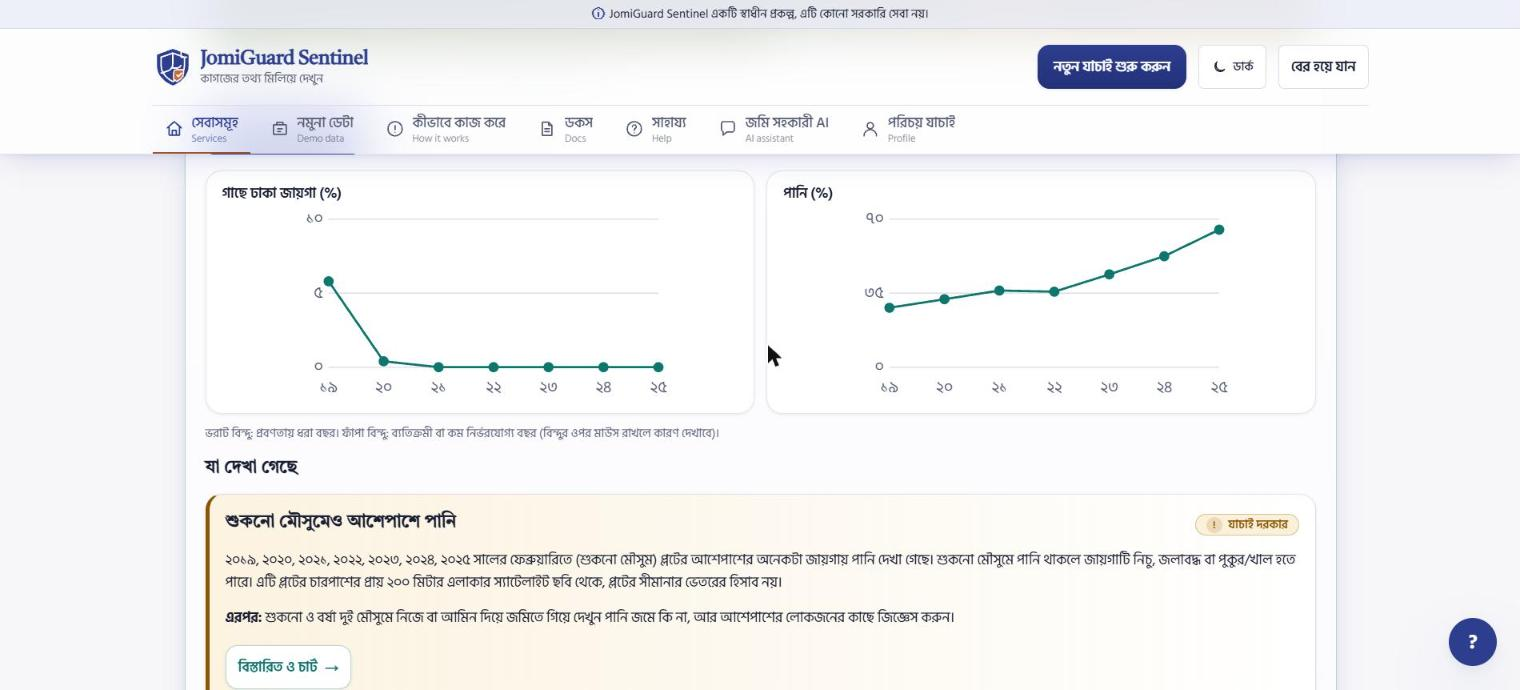 JomiGuard Sentinel একটি স্বাধীন প্রকল্প, এটি কোনো সরকারি সেবা নয়।
JomiGuard Sentinel
কাগজের তথ্য মিলিয়ে দেখুন
নতুন যাচাই শুরু করুন
ডার্ক
বের হয়ে যান
সেবাসমূহ
Services
নমুনা ডেটা
Demo data
কীভাবে কাজ করে
How it works
ডকস
Docs
সাহায্য
Help
জমি সহকারী AI
AI assistant
পরিচয় যাচাই
Profile
গাছে ঢাকা জায়গা (%)
১০
৫
০
১৯ ২০ ২১ ২২ ২৩ ২৪ ২৫
পানি (%)
৭০
৩৫
০
১৯ ২০ ২১ ২২ ২৩ ২৪ ২৫
ভরাট বিন্দু: প্রবণতায় ধরা বছর। ফাঁপা বিন্দু: ব্যতিক্রমী বা কম নির্ভরযোগ্য বছর (বিন্দুর ওপর মাউস রাখলে কারণ দেখাবে)।
যা দেখা গেছে
শুকনো মৌসুমেও আশেপাশে পানি
! যাচাই দরকার
২০১৯, ২০২০, ২০২১, ২০২২, ২০২৩, ২০২৪, ২০২৫ সালের ফেব্রুয়ারিতে (শুকনো মৌসুম) প্লটের আশেপাশের অনেকটা জায়গায় পানি দেখা গেছে। শুকনো মৌসুমে পানি থাকলে জায়গাটি নিচু, জলাবদ্ধ বা পুকুর/খাল হতে
পারে। এটি প্লটের চারপাশের প্রায় ২০০ মিটার এলাকার স্যাটেলাইট ছবি থেকে, প্লটের সীমানার ভেতরের হিসাব নয়।
এরপর: শুকনো ও বর্ষা দুই মৌসুমে নিজে বা আমিন দিয়ে জমিতে গিয়ে দেখুন পানি জমে কি না, আর আশেপাশের লোকজনের কাছে জিজ্ঞেস করুন।
বিস্তারিত ও চার্ট →
?